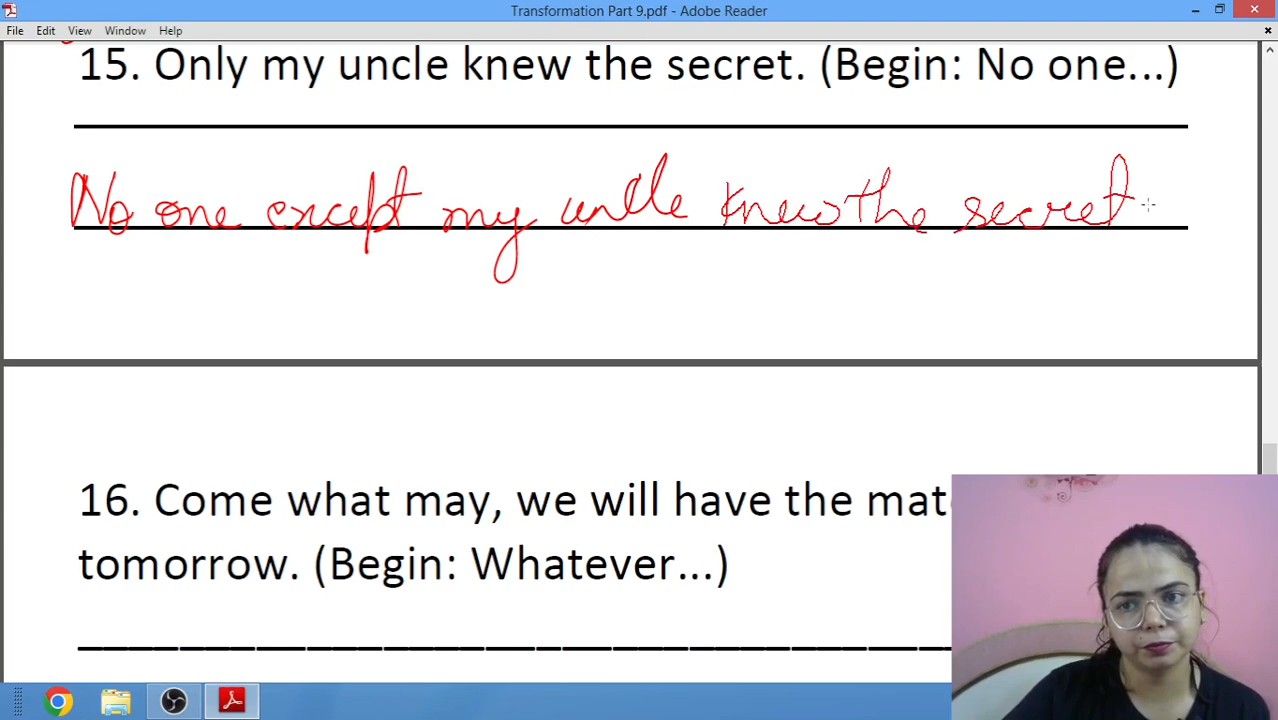 Transformation Part 9.pdf - Adobe Reader
File Edit View Window Help
15. Only my uncle knew the secret. (Begin: No one...)
No one except my uncle knew the secret
16. Come what may, we will have the mat
tomorrow. (Begin: Whatever...)